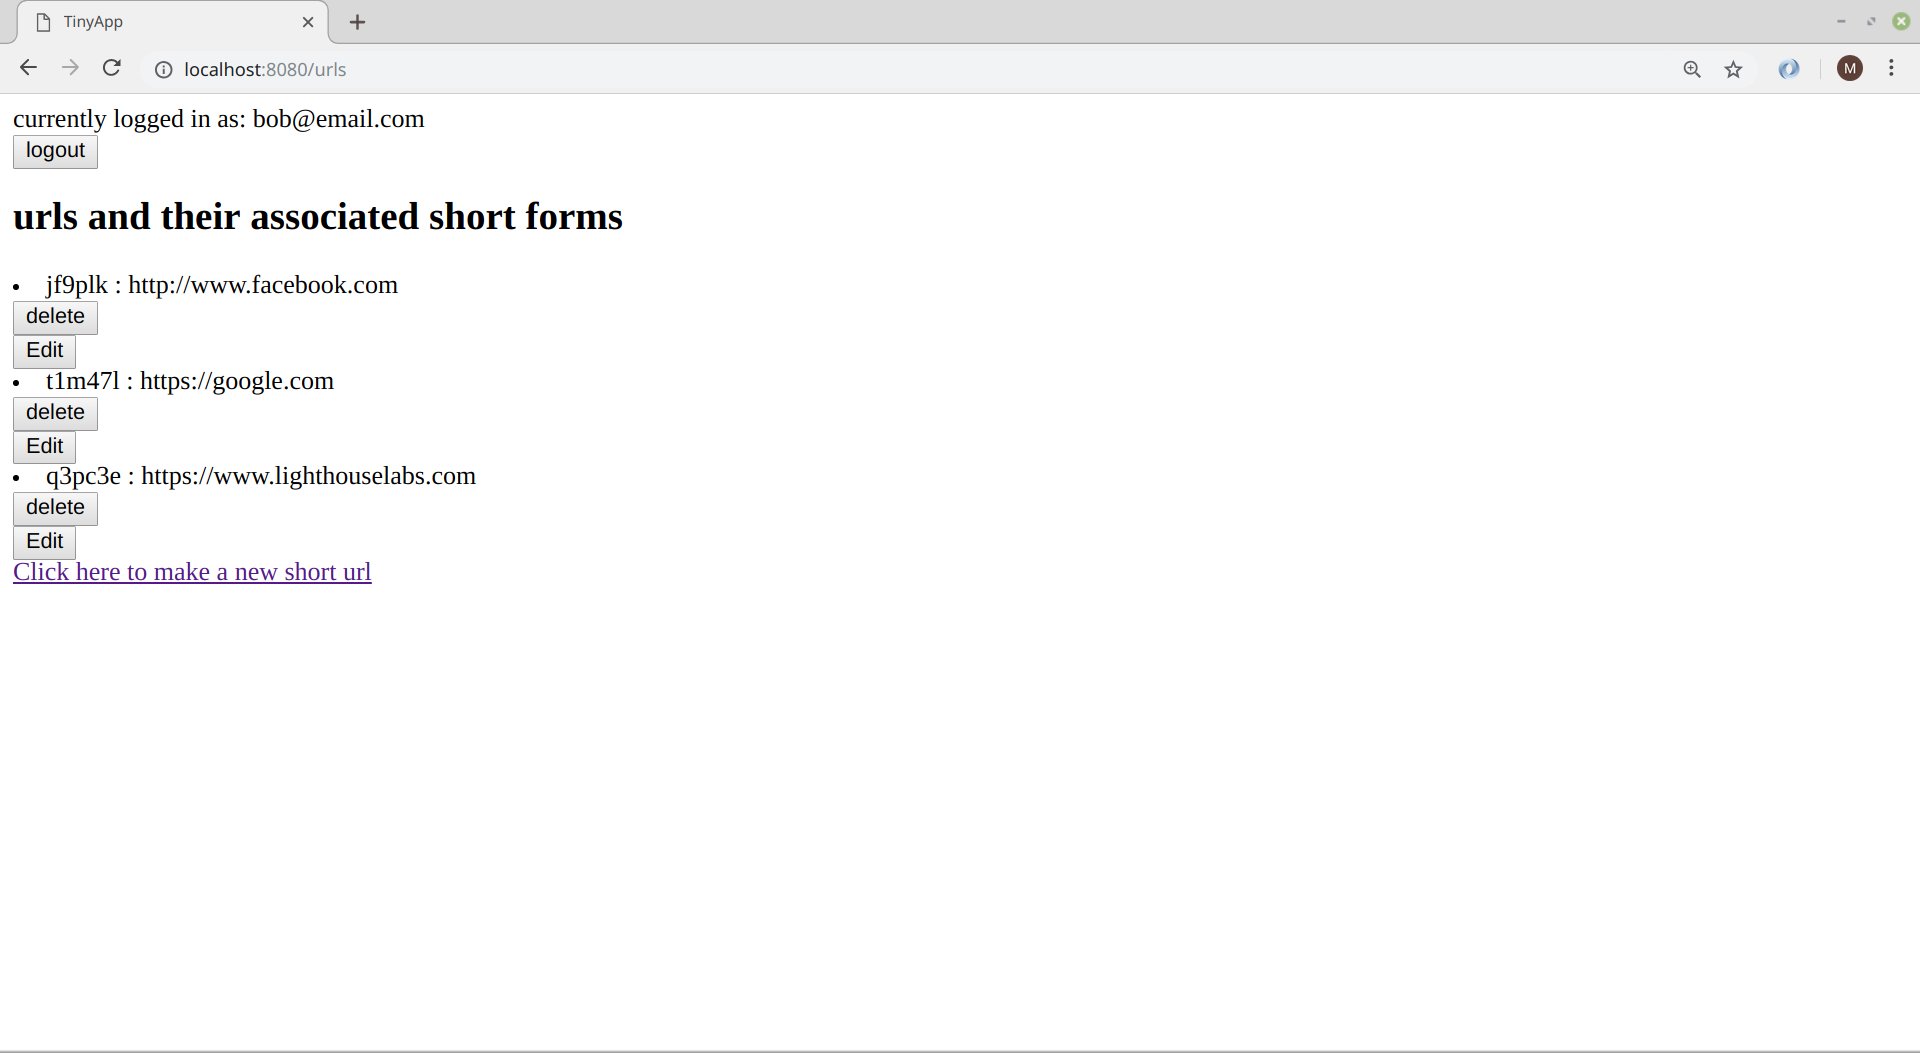 TinyApp
localhost:8080/urls
M
currently logged in as: bob@email.com
logout
urls and their associated short forms
jf9plk : http://www.facebook.com
delete
Edit
t1m47l : https://google.com
delete
Edit
q3pc3e : https://www.lighthouselabs.com
delete
Edit
Click here to make a new short url